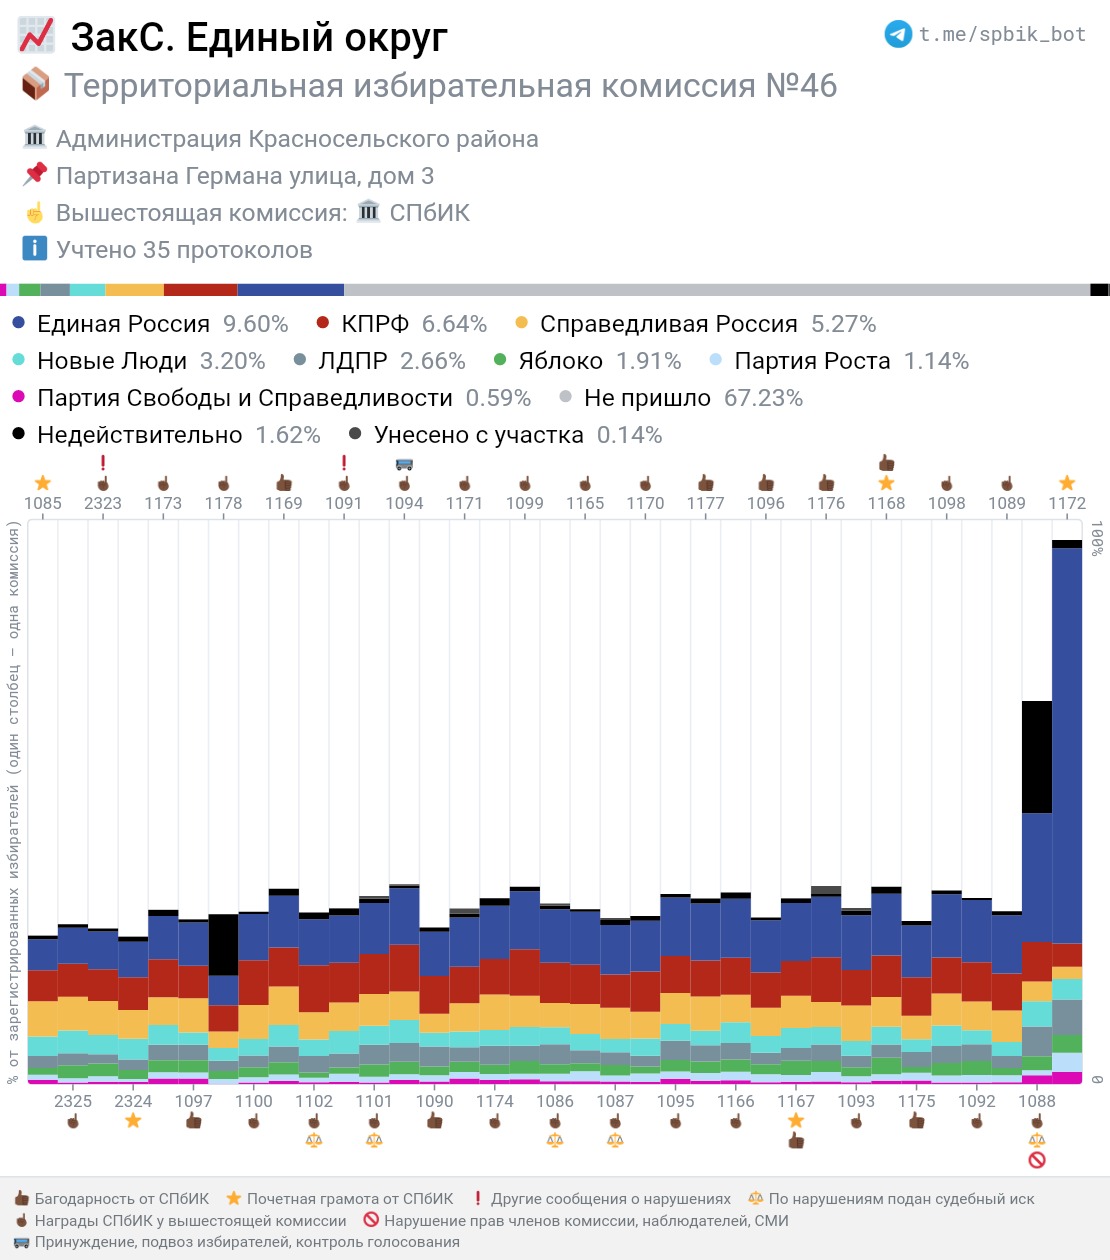 ЗакС. Единый округ
t.me/spbik_bot
Территориальная избирательная комиссия №46
Администрация Красносельского района
Партизана Германа улица, дом 3
Вышестоящая комиссия: СПбИК
Учтено 35 протоколов
Единая Россия 9.60% КПРФ 6.64% Справедливая Россия 5.27%
Новые Люди 3.20% ЛДПР 2.66% Яблоко 1.91% Партия Роста 1.14%
Партия Свободы и Справедливости 0.59% Не пришло 67.23%
Недействительно 1.62% Унесено с участка 0.14%
1085 2323 1173 1178 1169 1091 1094 1171 1099 1165 1170 1177 1096 1176 1168 1098 1089 1172
% от зарегистрированных избирателей (один столбец – одна комиссия)
100%
0
2325 2324 1097 1100 1102 1101 1090 1174 1086 1087 1095 1166 1167 1093 1175 1092 1088
Багодарность от СПбИК Почетная грамота от СПбИК Другие сообщения о нарушениях По нарушениям подан судебный иск
Награды СПбИК у вышестоящей комиссии Нарушение прав членов комиссии, наблюдателей, СМИ
Принуждение, подвоз избирателей, контроль голосования